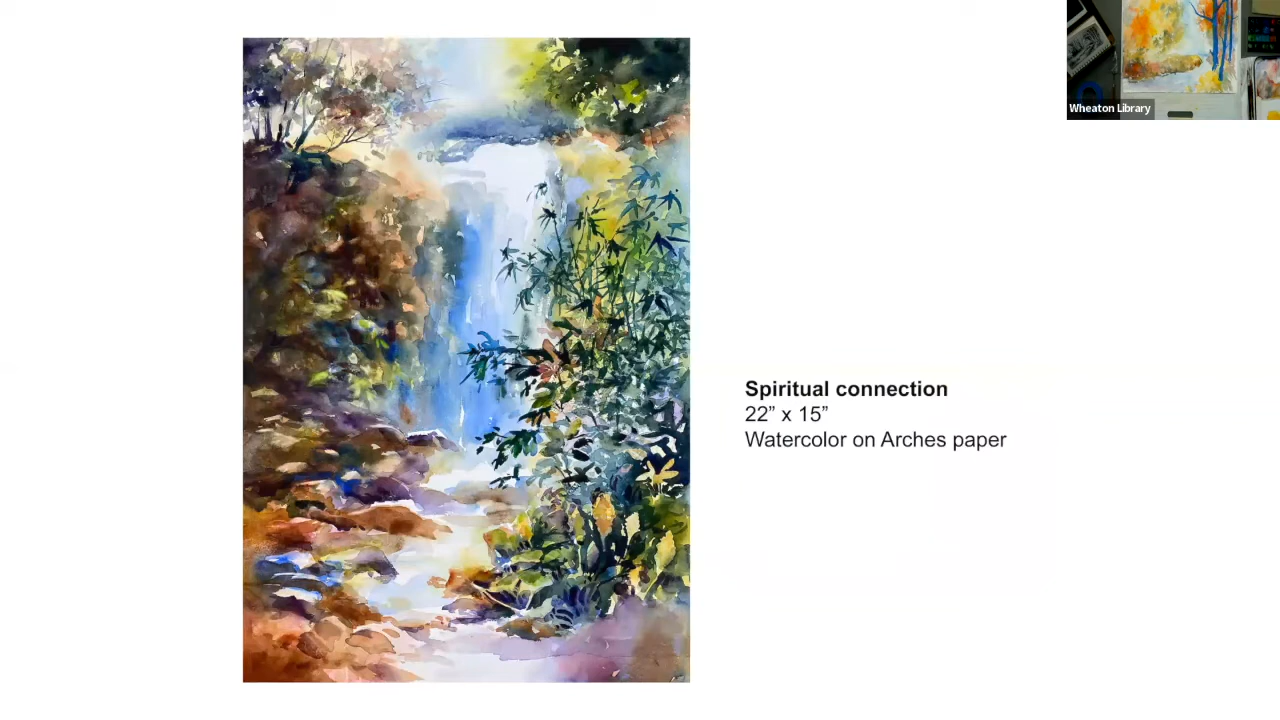 Wheaton Library
Spiritual connection
22” x 15”
Watercolor on Arches paper